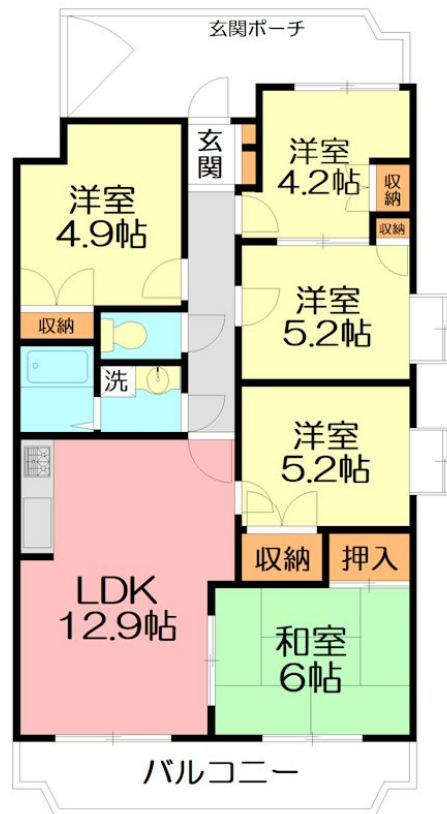 玄関ポーチ
玄
関
洋室
4.2帖
収
納
洋室
4.9帖
収納
洋室
5.2帖
収納
洗
洋室
5.2帖
収納
押入
LDK
12.9帖
和室
6帖
バルコニー